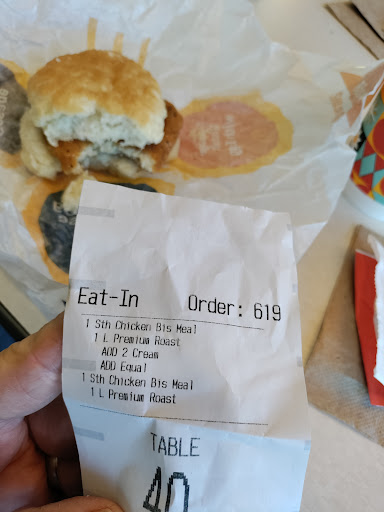 Eat-In Order: 619
1 Sth Chicken Bis Meal
1 L Premium Roast
ADD 2 Cream
ADD Equal
1 Sth Chicken Bis Meal
1 L Premium Roast
TABLE
40